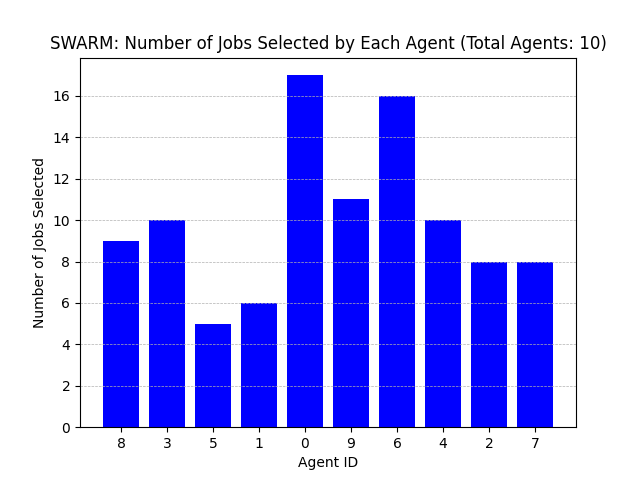 SWARM: Number of Jobs Selected by Each Agent (Total Agents: 10)
16
14
12
10
8
6
4
2
0
Number of Jobs Selected
8 3 5 1 0 9 6 4 2 7
Agent ID